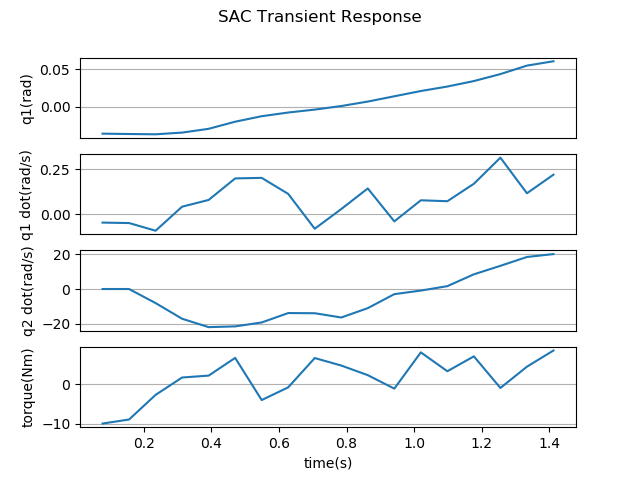 SAC Transient Response
q1(rad)
0.05
0.00
q1 dot(rad/s)
0.25
0.00
q2 dot(rad/s)
20
0
−20
torque(Nm)
0
−10
0.2 0.4 0.6 0.8 1.0 1.2 1.4
time(s)